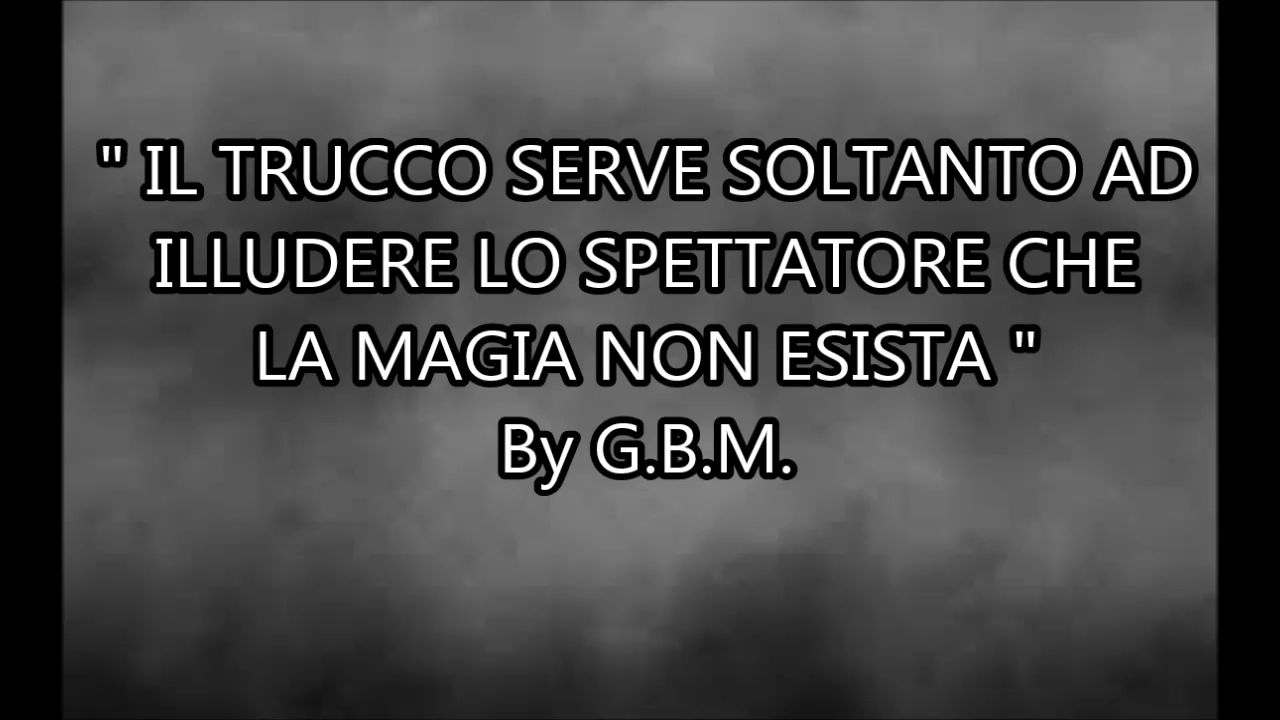 " IL TRUCCO SERVE SOLTANTO AD
ILLUDERE LO SPETTATORE CHE
LA MAGIA NON ESISTA "
By G.B.M.